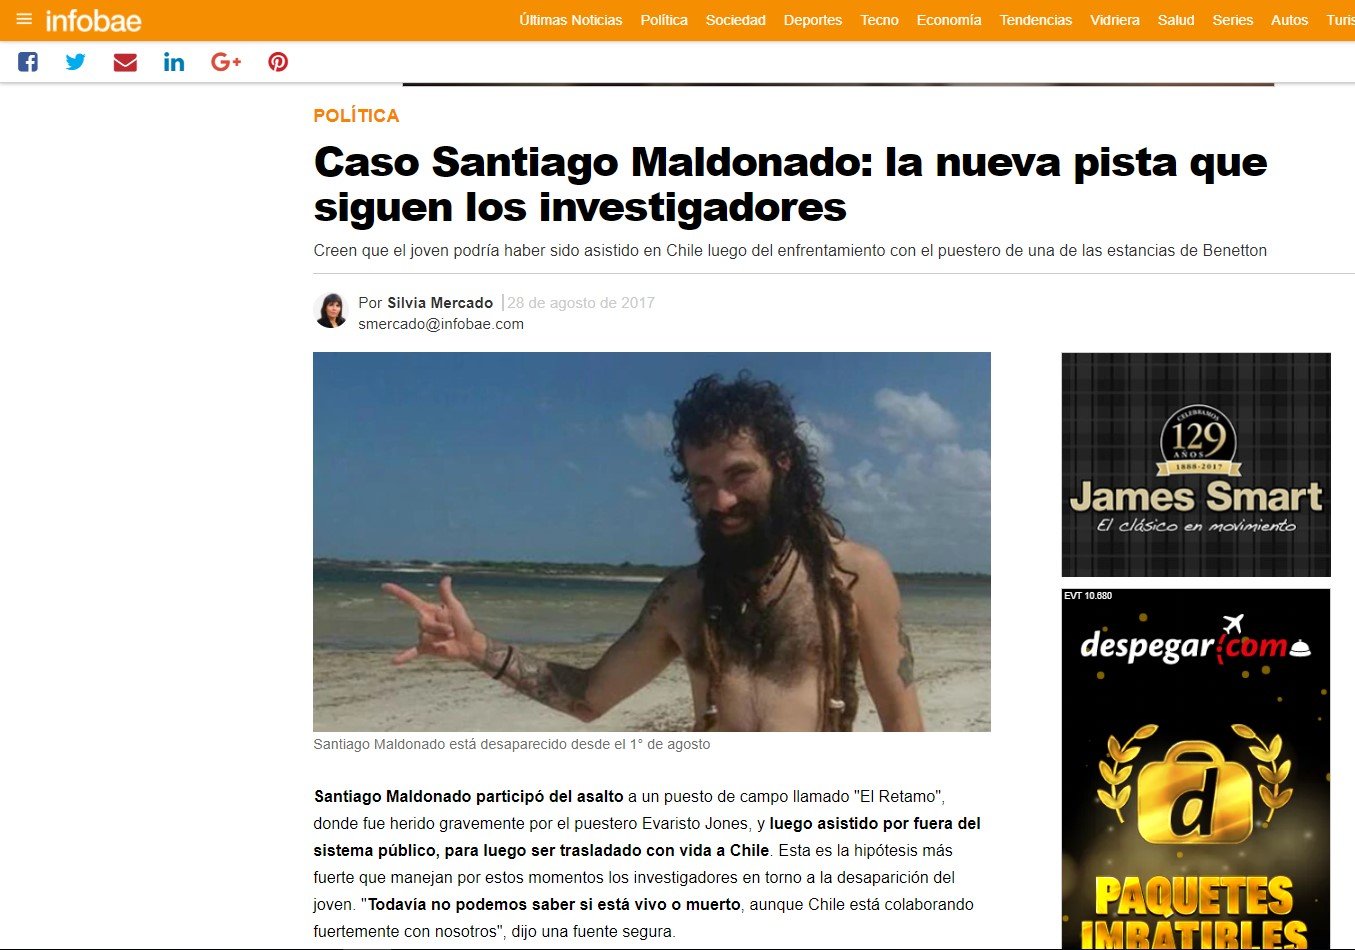 infobae
Últimas Noticias Política Sociedad Deportes Tecno Economía Tendencias Vidriera Salud Series Autos
POLÍTICA
Caso Santiago Maldonado: la nueva pista que
siguen los investigadores
Creen que el joven podría haber sido asistido en Chile luego del enfrentamiento con el puestero de una de las estancias de Benetton
Por Silvia Mercado |28 de agosto de 2017
smercado@infobae.com
Santiago Maldonado está desaparecido desde el 1° de agosto
Santiago Maldonado participó del asalto a un puesto de campo llamado "El Retamo",
donde fue herido gravemente por el puestero Evaristo Jones, y luego asistido por fuera del
sistema público, para luego ser trasladado con vida a Chile. Esta es la hipótesis más
fuerte que manejan por estos momentos los investigadores en torno a la desaparición del
joven. "Todavía no podemos saber si está vivo o muerto, aunque Chile está colaborando
fuertemente con nosotros", dijo una fuente segura.
CELEBRAMOS
129
AÑOS
1888-2017
James Smart
El clásico en movimiento
EVT 10.680
despegar.com
d
PAQUETES
IMBATIBLES